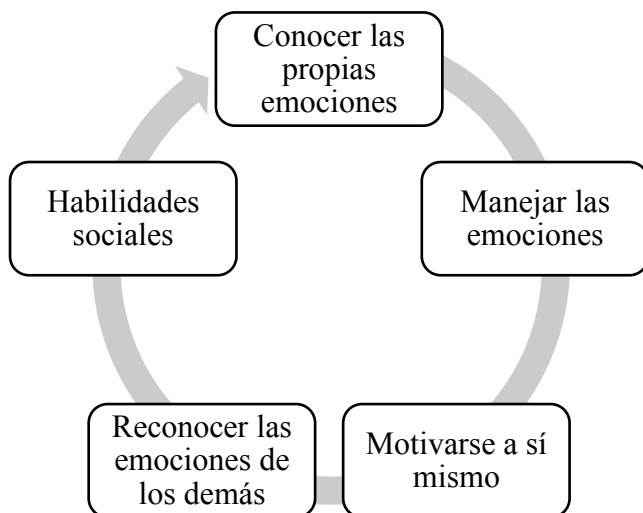 Conocer las
propias
emociones
Manejar las
emociones
Motivarse a sí
mismo
Reconocer las
emociones de
los demás
Habilidades
sociales